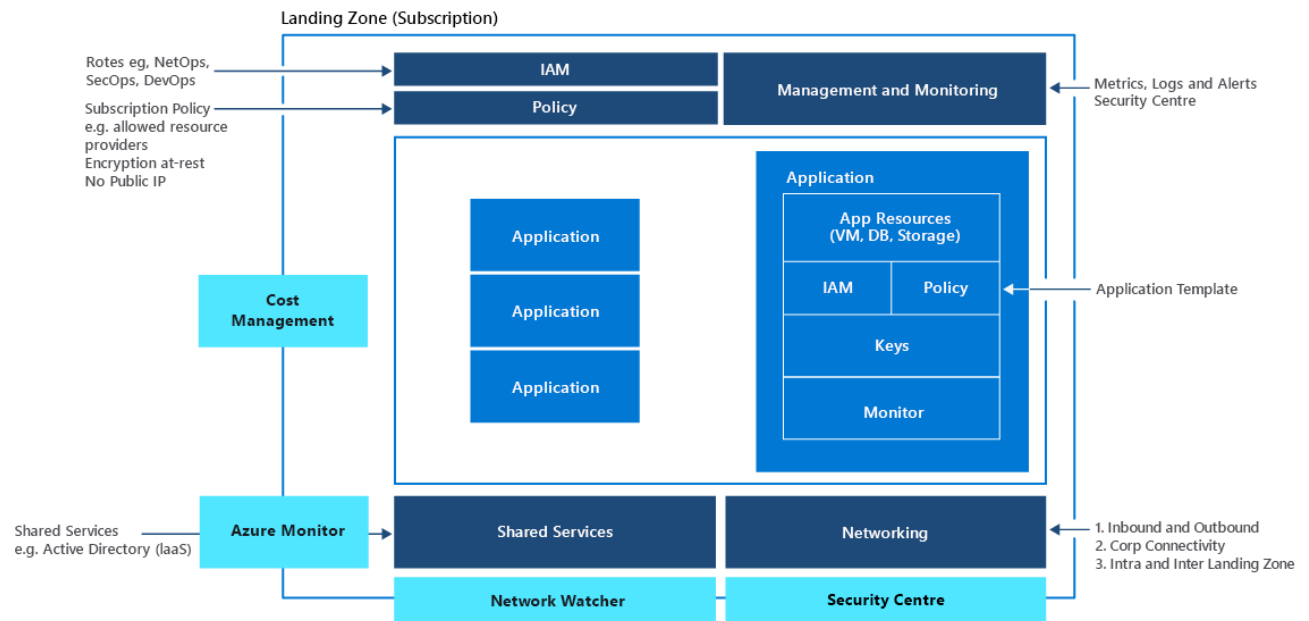 Landing Zone (Subscription)
Rotes eg, NetOps,
SecOps, DevOps
IAM
Management and Monitoring
Metrics, Logs and Alerts
Security Centre
Subscription Policy
e.g. allowed resource
providers
Encryption at-rest
No Public IP
Policy
Application
Application
Application
Application
App Resources
(VM, DB, Storage)
IAM
Policy
Keys
Monitor
Application Template
Cost
Management
Shared Services
e.g. Active Directory (laaS)
Azure Monitor
Shared Services
Networking
1. Inbound and Outbound
2. Corp Connectivity
3. Intra and Inter Landing Zone
Network Watcher
Security Centre